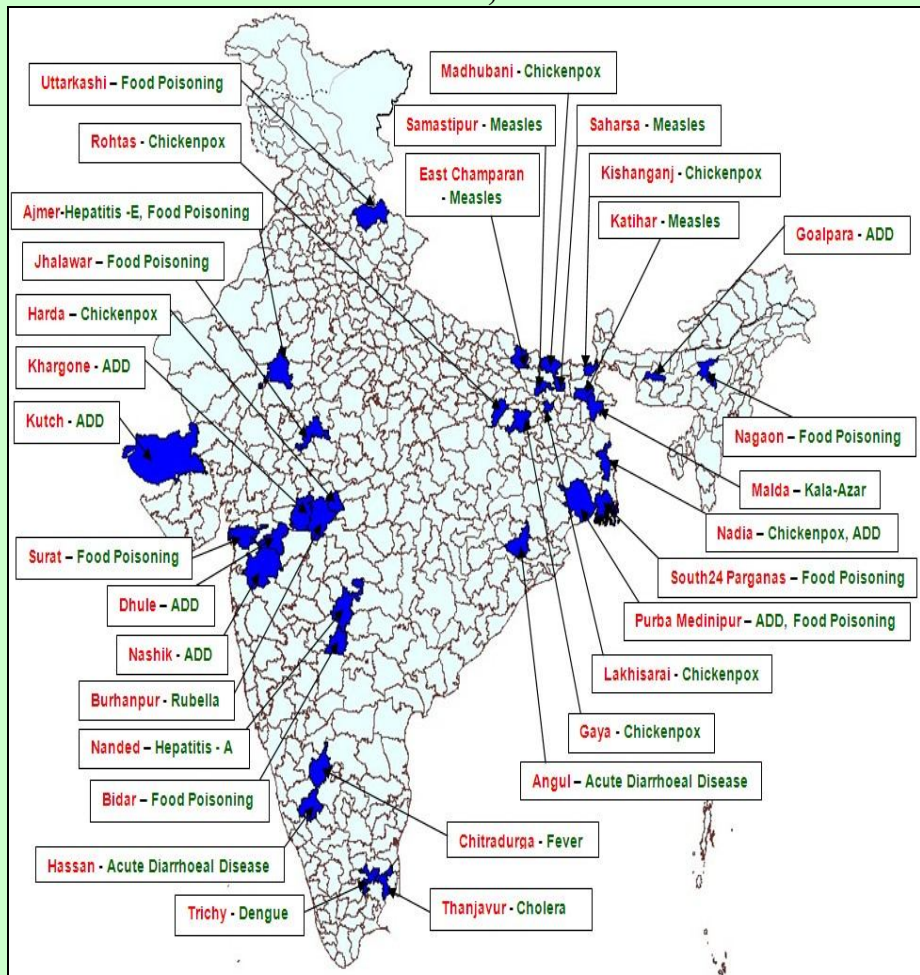 Uttarkashi – Food Poisoning
Madhubani - Chickenpox
Rohtas - Chickenpox
Samastipur - Measles
Saharsa - Measles
East Champaran
- Measles
Kishanganj - Chickenpox
Ajmer-Hepatitis -E, Food Poisoning
Katihar - Measles
Goalpara - ADD
Jhalawar – Food Poisoning
Harda – Chickenpox
Khargone – ADD
Kutch - ADD
Nagaon – Food Poisoning
Malda – Kala-Azar
Nadia – Chickenpox, ADD
Surat – Food Poisoning
South24 Parganas – Food Poisoning
Dhule – ADD
Purba Medinipur – ADD, Food Poisoning
Nashik - ADD
Lakhisarai - Chickenpox
Burhanpur - Rubella
Gaya - Chickenpox
Nanded – Hepatitis - A
Angul – Acute Diarrhoeal Disease
Bidar – Food Poisoning
Chitradurga - Fever
Hassan - Acute Diarrhoeal Disease
Trichy - Dengue
Thanjavur - Cholera